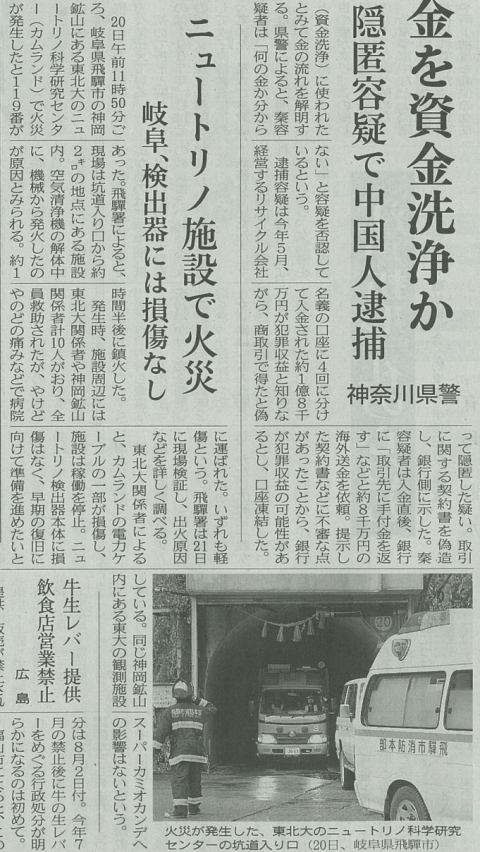 金を資金洗浄か
隠匿容疑で中国人逮捕
神奈川県警
（資金洗浄）に使われた
とみて金の流れを解明す
る。県警によると、秦容
疑者は「何の金か分から
ない」と容疑を否認して
いるという。
逮捕容疑は今年５月、
経営するリサイクル会社
名義の口座に４回に分け
て入金された約１億８千
万円が犯罪収益と知りな
がら、商取引で得たと偽
って隠匿した疑い。取引
に関する契約書を偽造
し、銀行側に示した。秦
容疑者は入金直後、銀行
に「取引先に手付金を返
す」などと約８千万円の
海外送金を依頼。提示し
た契約書などに不審な点
があったことから、銀行
が犯罪収益の可能性があ
るとし、口座凍結した。
ニュートリノ施設で火災
岐阜、検出器には損傷なし
20日午前11時50分ご
ろ、岐阜県飛驒市の神岡
鉱山にある東北大のニュ
ートリノ科学研究センタ
ー（カムランド）で火災
が発生したと１１９番が
あった。飛驒署によると、
現場は坑道入り口から約
２㌔の地点にある施設
内。空気清浄機の解体中
に、機械から発火したの
が原因とみられる。約１
時間半後に鎮火した。
発生時、施設周辺には
東北大関係者や神岡鉱山
関係者計10人がおり、全
員救助されたが、やけど
やのどの痛みなどで病院
に運ばれた。いずれも軽
傷という。飛驒署は21日
に現場検証し、出火原因
などを詳しく調べる。
東北大関係者による
と、カムランドの電力ケ
ーブルの一部が損傷し、
施設は稼働を停止。ニュ
ートリノ検出器本体に損
傷はなく、早期の復旧に
向けて準備を進めたいと
している。同じ神岡鉱山
内にある東大の観測施設
スーパーカミオカンデへ
の影響はないという。
20
飛驒市消防本部
火災が発生した、東北大のニュートリノ科学研究
センターの坑道入り口（20日、岐阜県飛驒市）
牛生レバー提供
飲食店営業禁止
広島
分は８月２日付。今年７
月の禁止後に牛の生レバ
ーをめぐる行政処分が明
らかになるのは初めて。